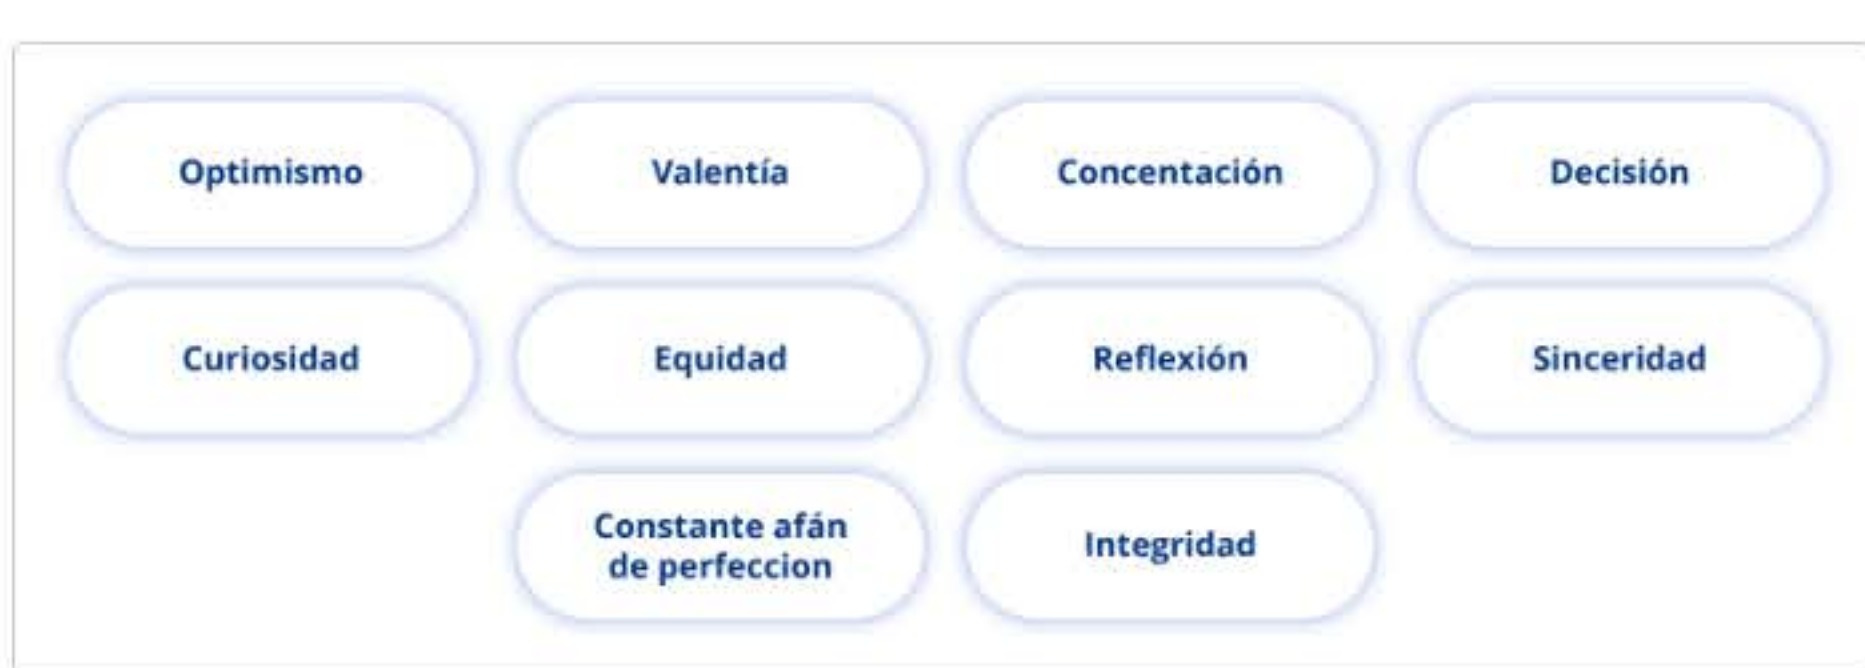 Optimismo
Valentía
Concentación
Decisión
Curiosidad
Equidad
Reflexión
Sinceridad
Constante afán
de perfeccion
Integridad